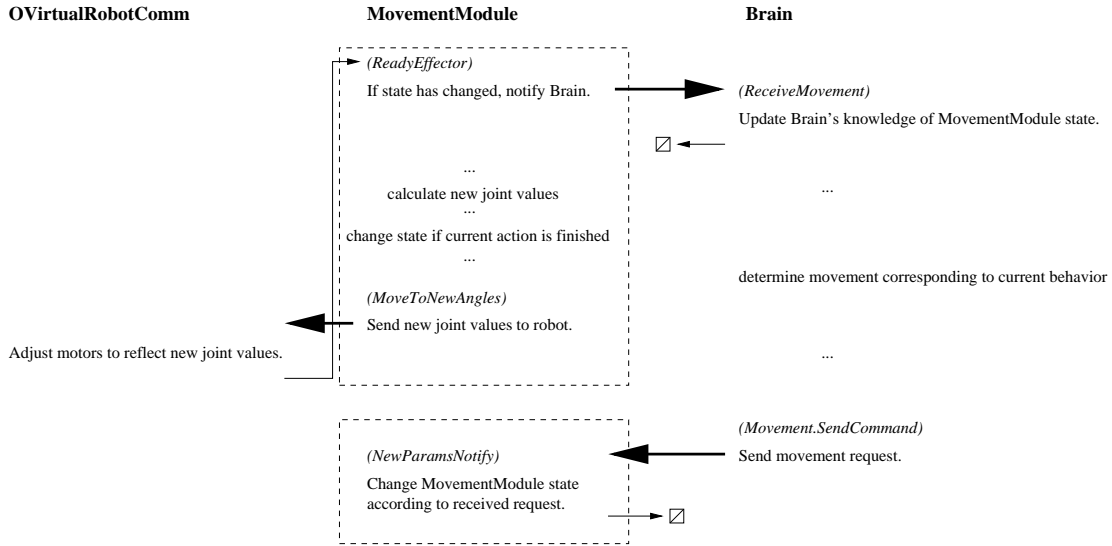 OVirtualRobotComm MovementModule Brain
(ReadyEffector)
If state has changed, notify Brain.
(ReceiveMovement)
Update Brain’s knowledge of MovementModule state.
...
calculate new joint values
...
...
change state if current action is finished
...
determine movement corresponding to current behavior
(MoveToNewAngles)
Send new joint values to robot.
Adjust motors to reflect new joint values.
...
(Movement.SendCommand)
Send movement request.
(NewParamsNotify)
Change MovementModule state
according to received request.